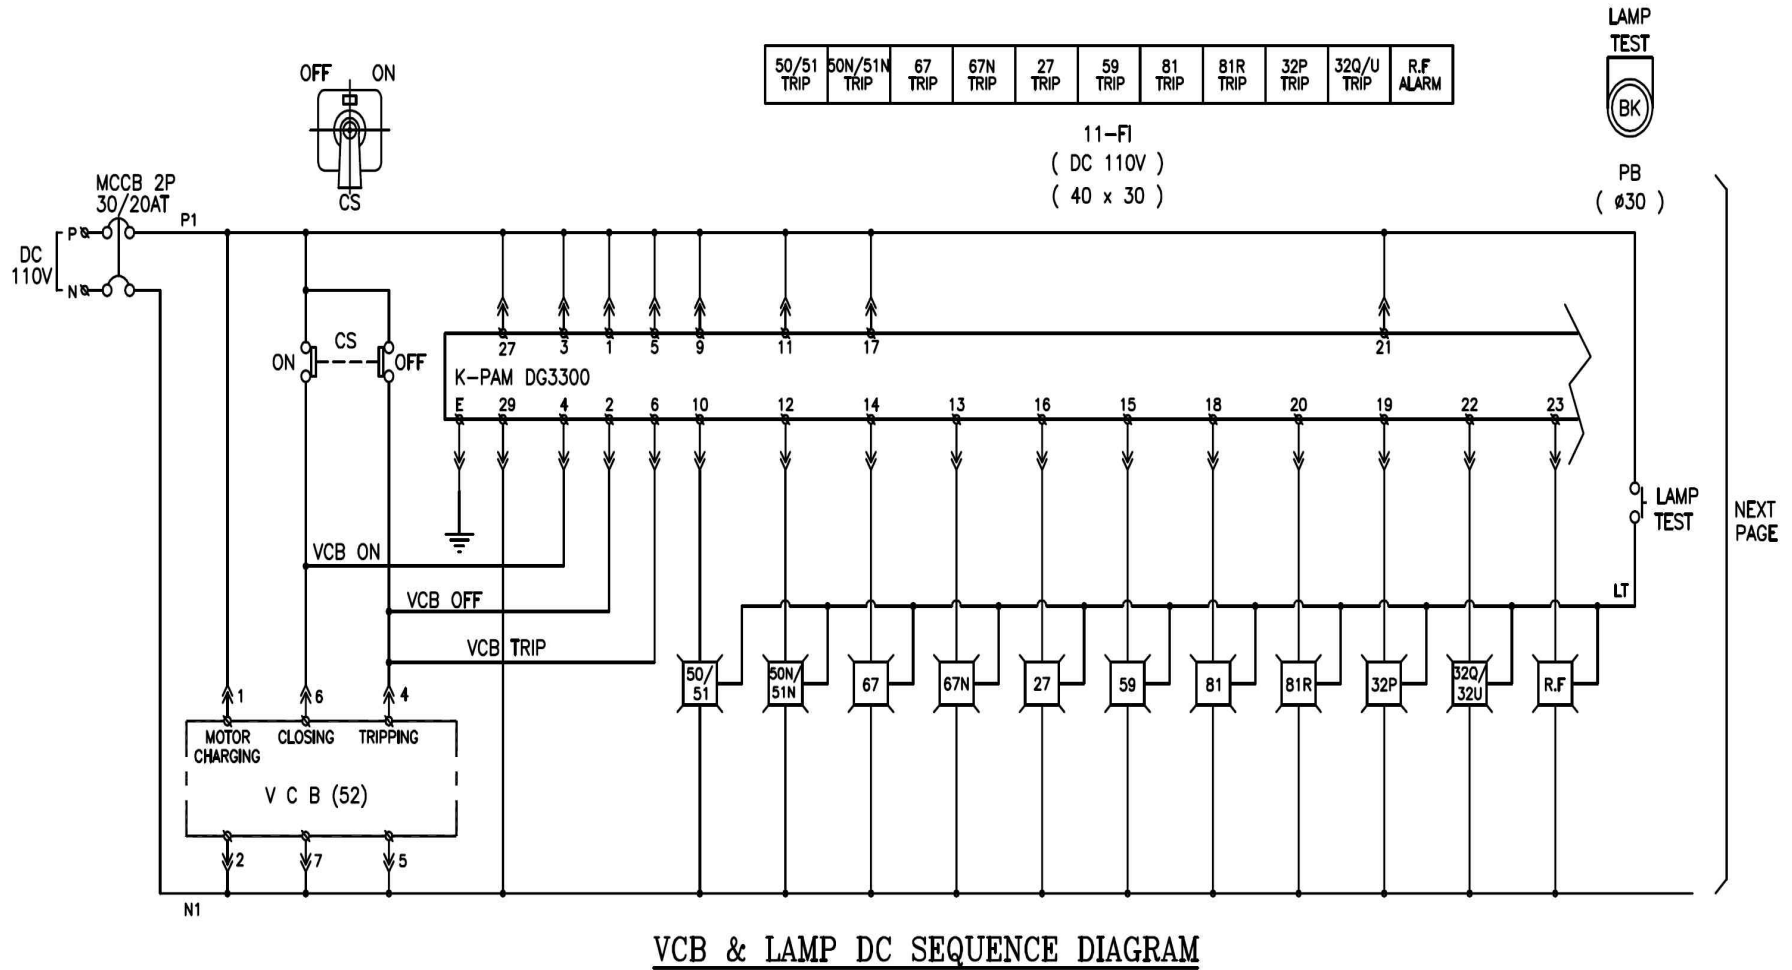 LAMP
TEST
BK
PB
( ø30 )
OFF ON
CS
50/51
TRIP
50N/51N
TRIP
67
TRIP
67N
TRIP
27
TRIP
59
TRIP
81
TRIP
81R
TRIP
32P
TRIP
32Q/U
TRIP
R.F
ALARM
11-FI
( DC 110V )
( 40 x 30 )
MCCB 2P
30/20AT
P1
DC
110V
P
N
ON
CS
OFF
27 3 1 5 9 11 17 21
K-PAM DG3300
E 29 4 2 6 10 12 14 13 16 15 18 20 19 22 23
LAMP
TEST
NEXT
PAGE
VCB ON
VCB OFF
VCB TRIP
LT
50/
51
50N/
51N
67
67N
27
59
81
81R
32P
32Q/
32U
R.F
1 6 4
MOTOR
CHARGING
CLOSING
TRIPPING
V C B (52)
2 7 5
N1
VCB & LAMP DC SEQUENCE DIAGRAM